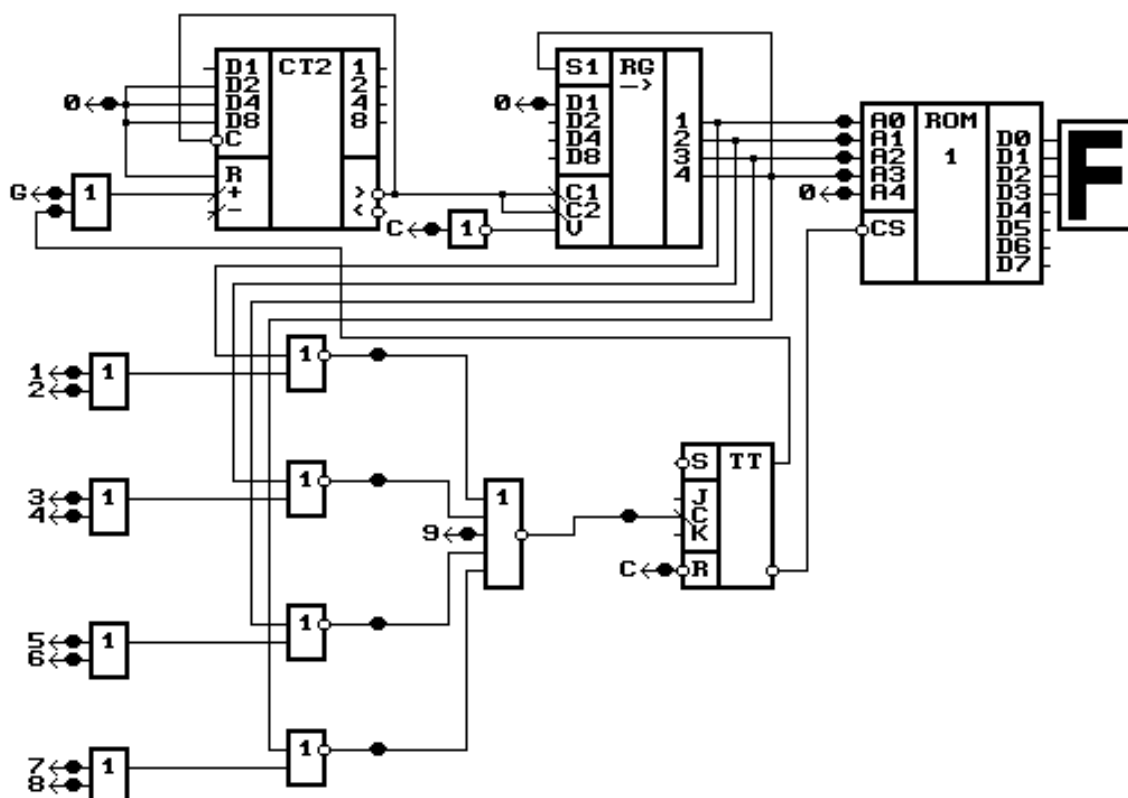 D1 CT2 1
D2 2
0 D4 4
D8 8
C
R
G 1 + >
- <
S1 RG
->
0 D1
D2 1
D4 2
D8 3
4
C1
C2
C 1 V
A0 ROM
A1 1 D0
A2 D1
A3 D2
0 A4 D3
D4
CS D5
D6
D7
F
1 1 1
2
3 1 1
4
5 1 1
6
7 1 1
8
1
9
S TT
J
C
K
C R